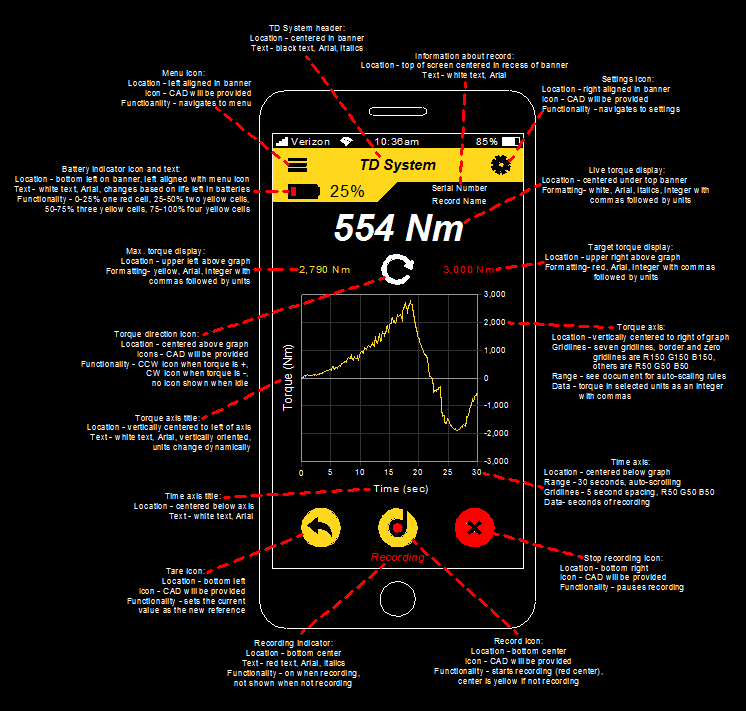 TD System header:
Location - centered in banner
Text - black text, Arial, italics
Information about record:
Location - top of screen centered in recess of banner
Text - white text, Arial
Menu icon:
Location - left aligned in banner
Icon - CAD will be provided
Functioanlity - navigates to menu
Settings icon:
Location - right aligned in banner
Icon - CAD will be provided
Functionality - navigates to settings
Verizon
10:36am
85%
TD System
25%
Serial Number
Record Name
Battery indicator icon and text:
Location - bottom left on banner, left aligned with menu icon
Text - white text, Arial, changes based on life left in batteries
Functionality - 0-25% one red cell, 25-50% two yellow cells,
50-75% three yellow cells, 75-100% four yellow cells
Live torque display:
Location - centered under top banner
Formatting- white, Arial, italics, integer with
commas followed by units
554 Nm
Max. torque display:
Location - upper left above graph
Formatting- yellow, Arial, integer with
commas followed by units
2,790 Nm
3,000 Nm
Target torque display:
Location - upper right above graph
Formatting- red, Arial, integer with commas
followed by units
Torque direction icon:
Location - centered above graph
Icons - CAD will be provided
Functionality - CCW icon when torque is +,
CW icon when torque is -,
no icon shown when idle
Torque axis:
Location - vertically centered to right of graph
Gridlines - seven gridlines, border and zero
gridlines are R150 G150 B150,
others are R50 G50 B50
Range - see document for auto-scaling rules
Data - torque in selected units as an integer
with commas
3,000
2,000
1,000
0
-1,000
-2,000
-3,000
Torque (Nm)
Torque axis title:
Location - vertically centered to left of axis
Text - white text, Arial, vertically oriented,
units change dynamically
0 5 10 15 20 25 30
Time (sec)
Time axis:
Location - centered below graph
Range - 30 seconds, auto-scrolling
Gridlines - 5 second spacing, R50 G50 B50
Data- seconds of recording
Time axis title:
Location - centered below axis
Text - white text, Arial
Recording
Tare icon:
Location - bottom left
Icon - CAD will be provided
Functionality - sets the current
value as the new reference
Stop recording icon:
Location - bottom right
Icon - CAD will be provided
Functionality - pauses recording
Recording indicator:
Location - bottom center
Text - red text, Arial, italics
Functionality - on when recording,
not shown when not recording
Record icon:
Location - bottom center
Icon - CAD will be provided
Functionality - starts recording (red center),
center is yellow if not recording